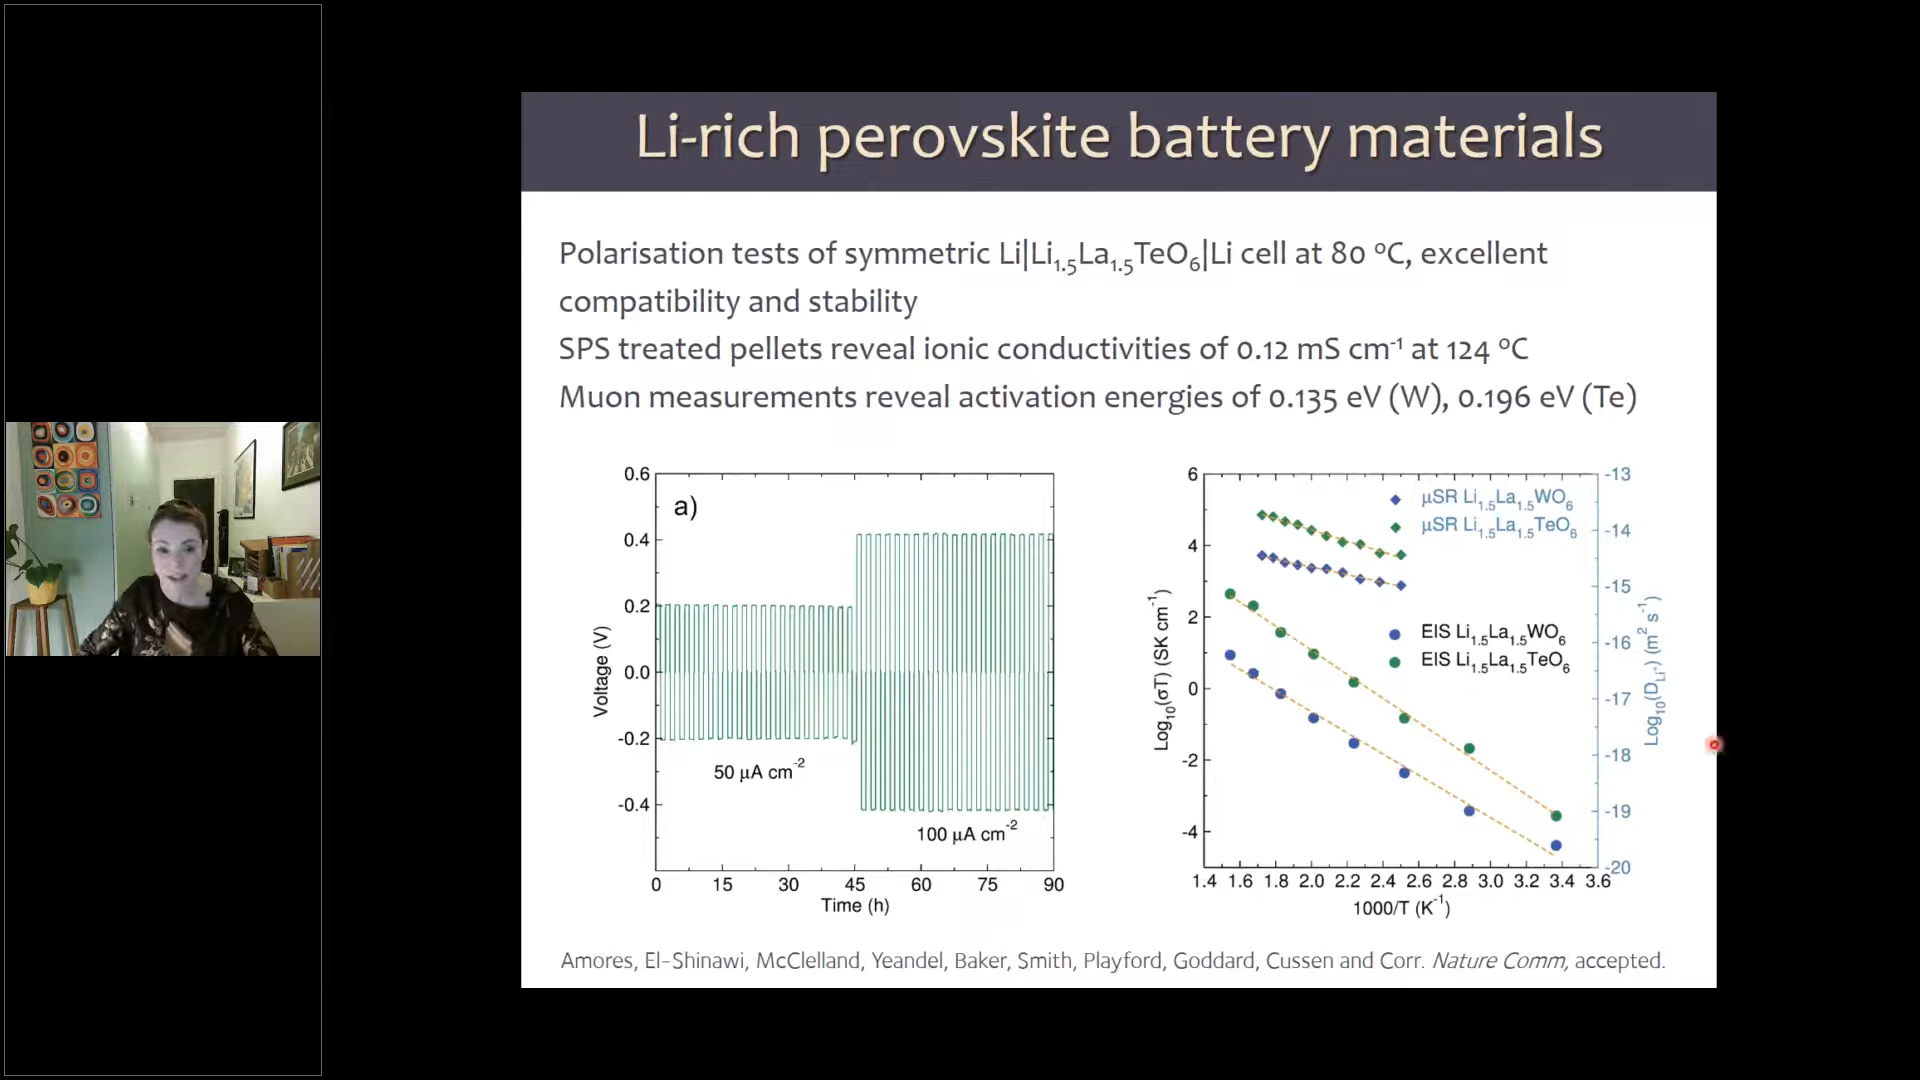 Li-rich perovskite battery materials
Polarisation tests of symmetric Li|Li₁.₅La₁.₅TeO₆|Li cell at 80 ºC, excellent
compatibility and stability
SPS treated pellets reveal ionic conductivities of 0.12 mS cm⁻¹ at 124 ºC
Muon measurements reveal activation energies of 0.135 eV (W), 0.196 eV (Te)
a)
0.6
0.4
0.2
0.0
-0.2
-0.4
Voltage (V)
50 µA cm⁻²
100 µA cm⁻²
0 15 30 45 60 75 90
Time (h)
6
4
2
0
-2
-4
Log₁₀(σT) (SK cm⁻¹)
µSR Li₁.₅La₁.₅WO₆
µSR Li₁.₅La₁.₅TeO₆
EIS Li₁.₅La₁.₅WO₆
EIS Li₁.₅La₁.₅TeO₆
-13
-14
-15
-16
-17
-18
-19
-20
Log₁₀(D_Li⁺) (m² s⁻¹)
1.4 1.6 1.8 2.0 2.2 2.4 2.6 2.8 3.0 3.2 3.4 3.6
1000/T (K⁻¹)
Amores, El-Shinawi, McClelland, Yeandel, Baker, Smith, Playford, Goddard, Cussen and Corr. Nature Comm, accepted.